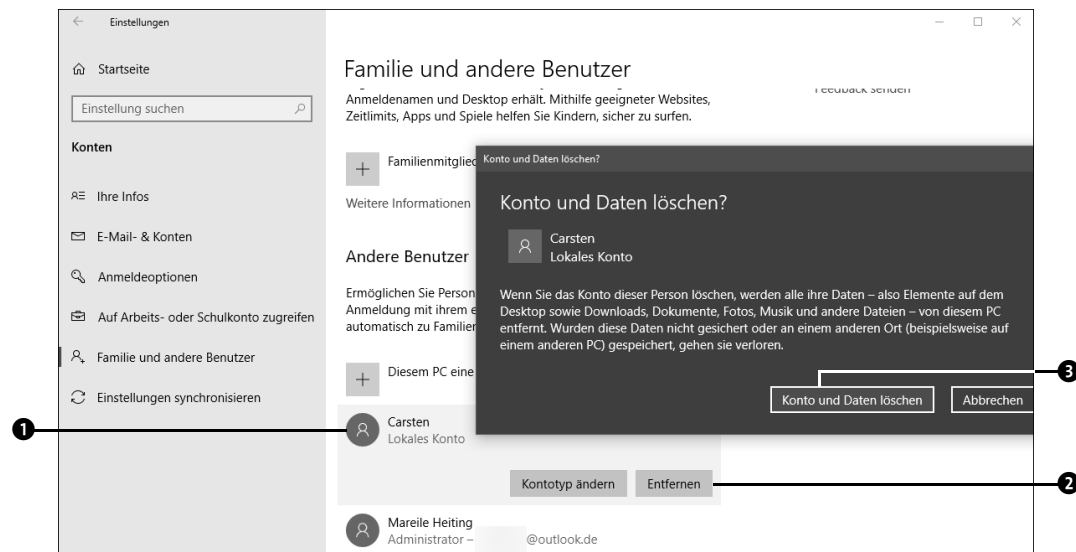 Einstellungen
Startseite
Einstellung suchen
Konten
Ihre Infos
E-Mail- & Konten
Anmeldeoptionen
Auf Arbeits- oder Schulkonto zugreifen
Familie und andere Benutzer
Einstellungen synchronisieren
Familie und andere Benutzer
Anmeldenamen und Desktop erhält. Mithilfe geeigneter Websites,
Zeitlimits, Apps und Spiele helfen Sie Kindern, sicher zu surfen.
Feedback senden
Familienmitglied
Weitere Informationen
Andere Benutzer
Ermöglichen Sie Person
Anmeldung mit ihrem e
automatisch zu Familie
Diesem PC eine
Carsten
Lokales Konto
Kontotyp ändern Entfernen
Mareile Heiting
Administrator – @outlook.de
Konto und Daten löschen?
Konto und Daten löschen?
Carsten
Lokales Konto
Wenn Sie das Konto dieser Person löschen, werden alle ihre Daten – also Elemente auf dem
Desktop sowie Downloads, Dokumente, Fotos, Musik und andere Dateien – von diesem PC
entfernt. Wurden diese Daten nicht gesichert oder an einem anderen Ort (beispielsweise auf
einem anderen PC) gespeichert, gehen sie verloren.
Konto und Daten löschen Abbrechen
1
2
3